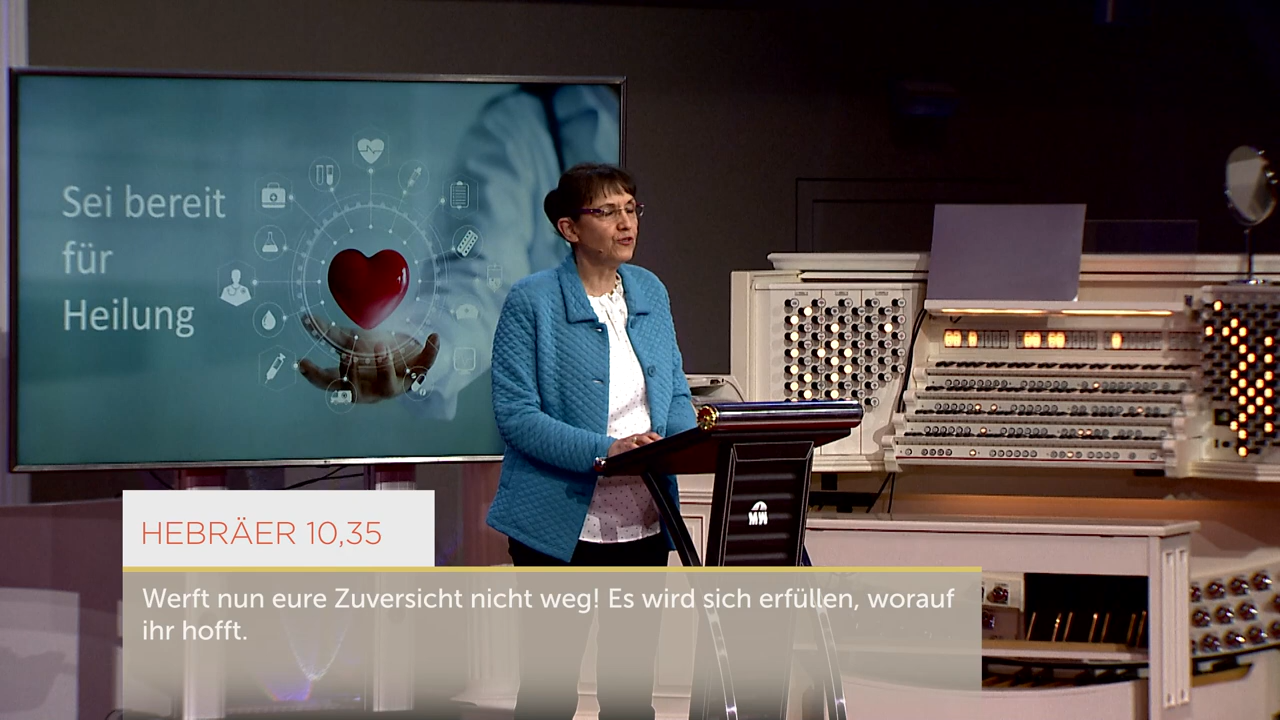 Sei bereit
für
Heilung
MW
HEBRÄER 10,35
Werft nun eure Zuversicht nicht weg! Es wird sich erfüllen, worauf
ihr hofft.